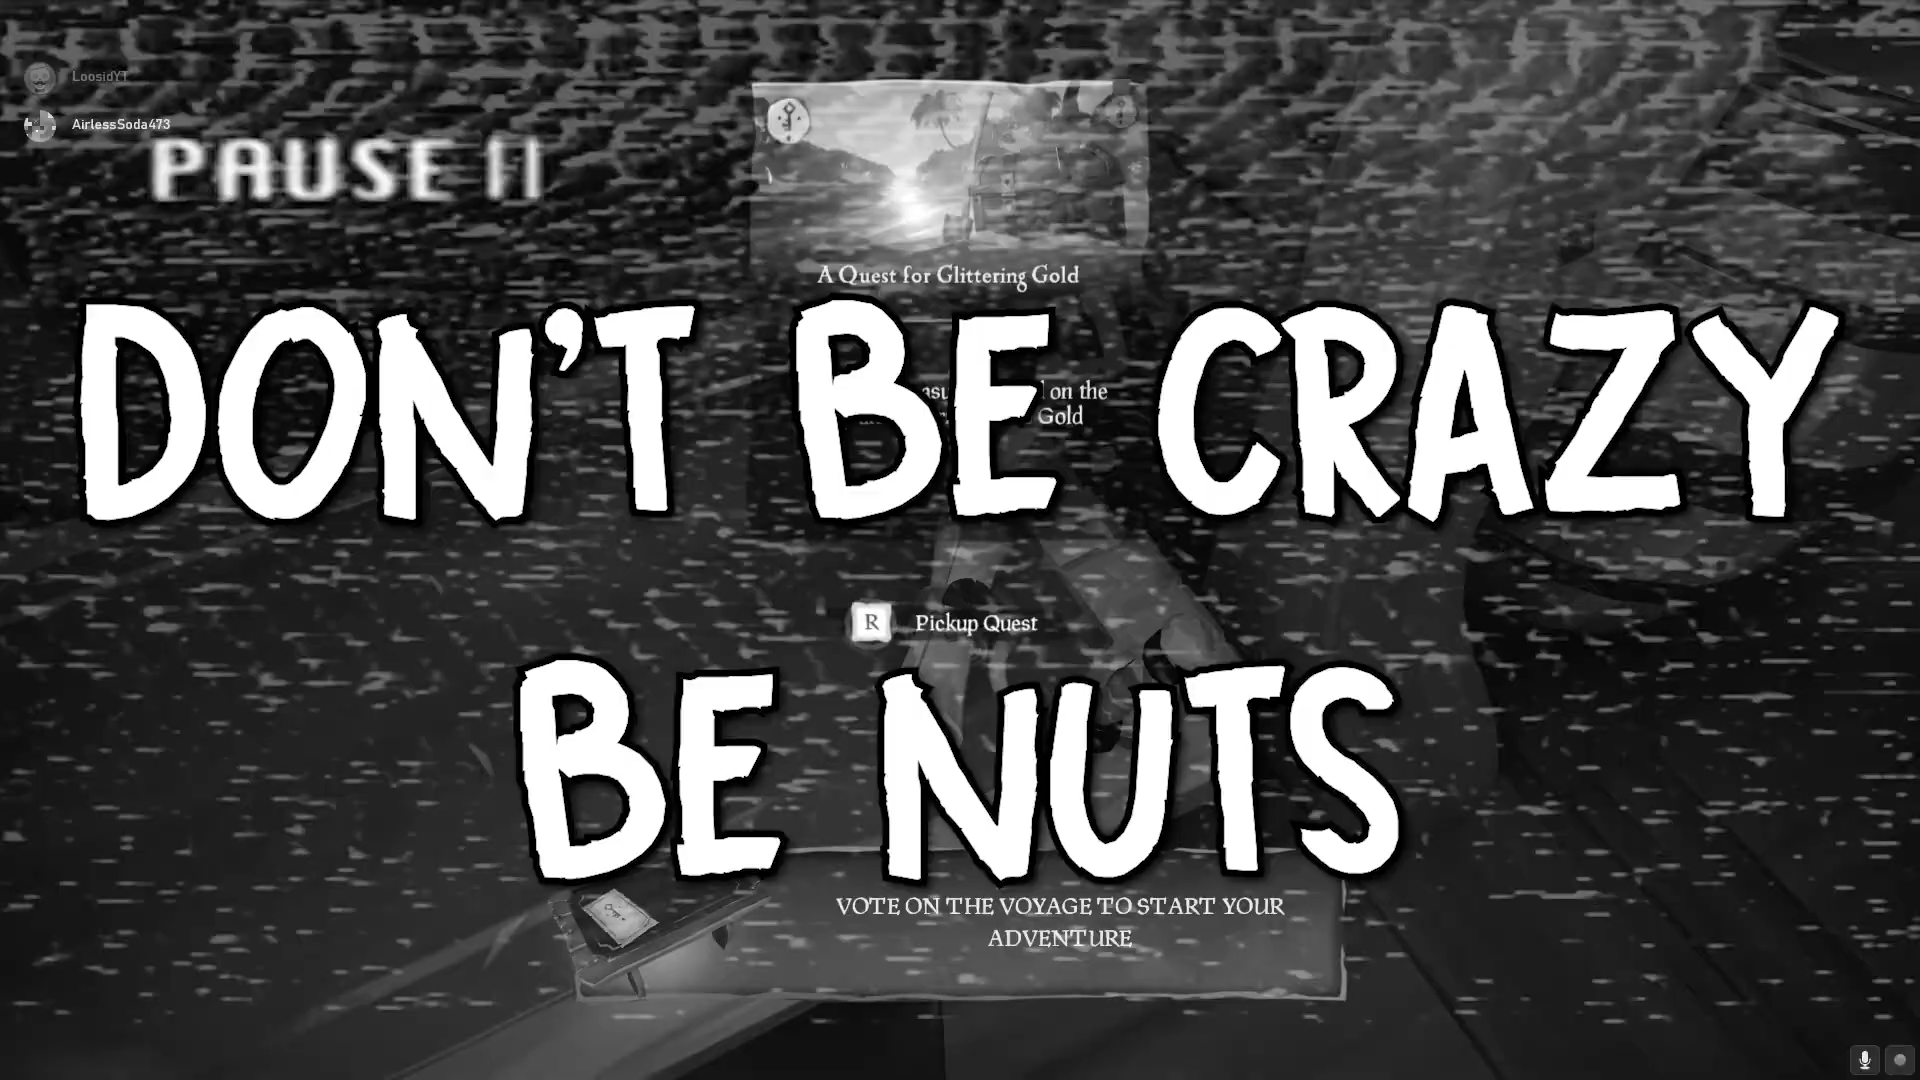 LoosidYT
AirlessSoda473
PAUSE
A Quest for Glittering Gold
DON'T BE CRAZY
on the
Gold
R Pickup Quest
BE NUTS
VOTE ON THE VOYAGE TO START YOUR
ADVENTURE